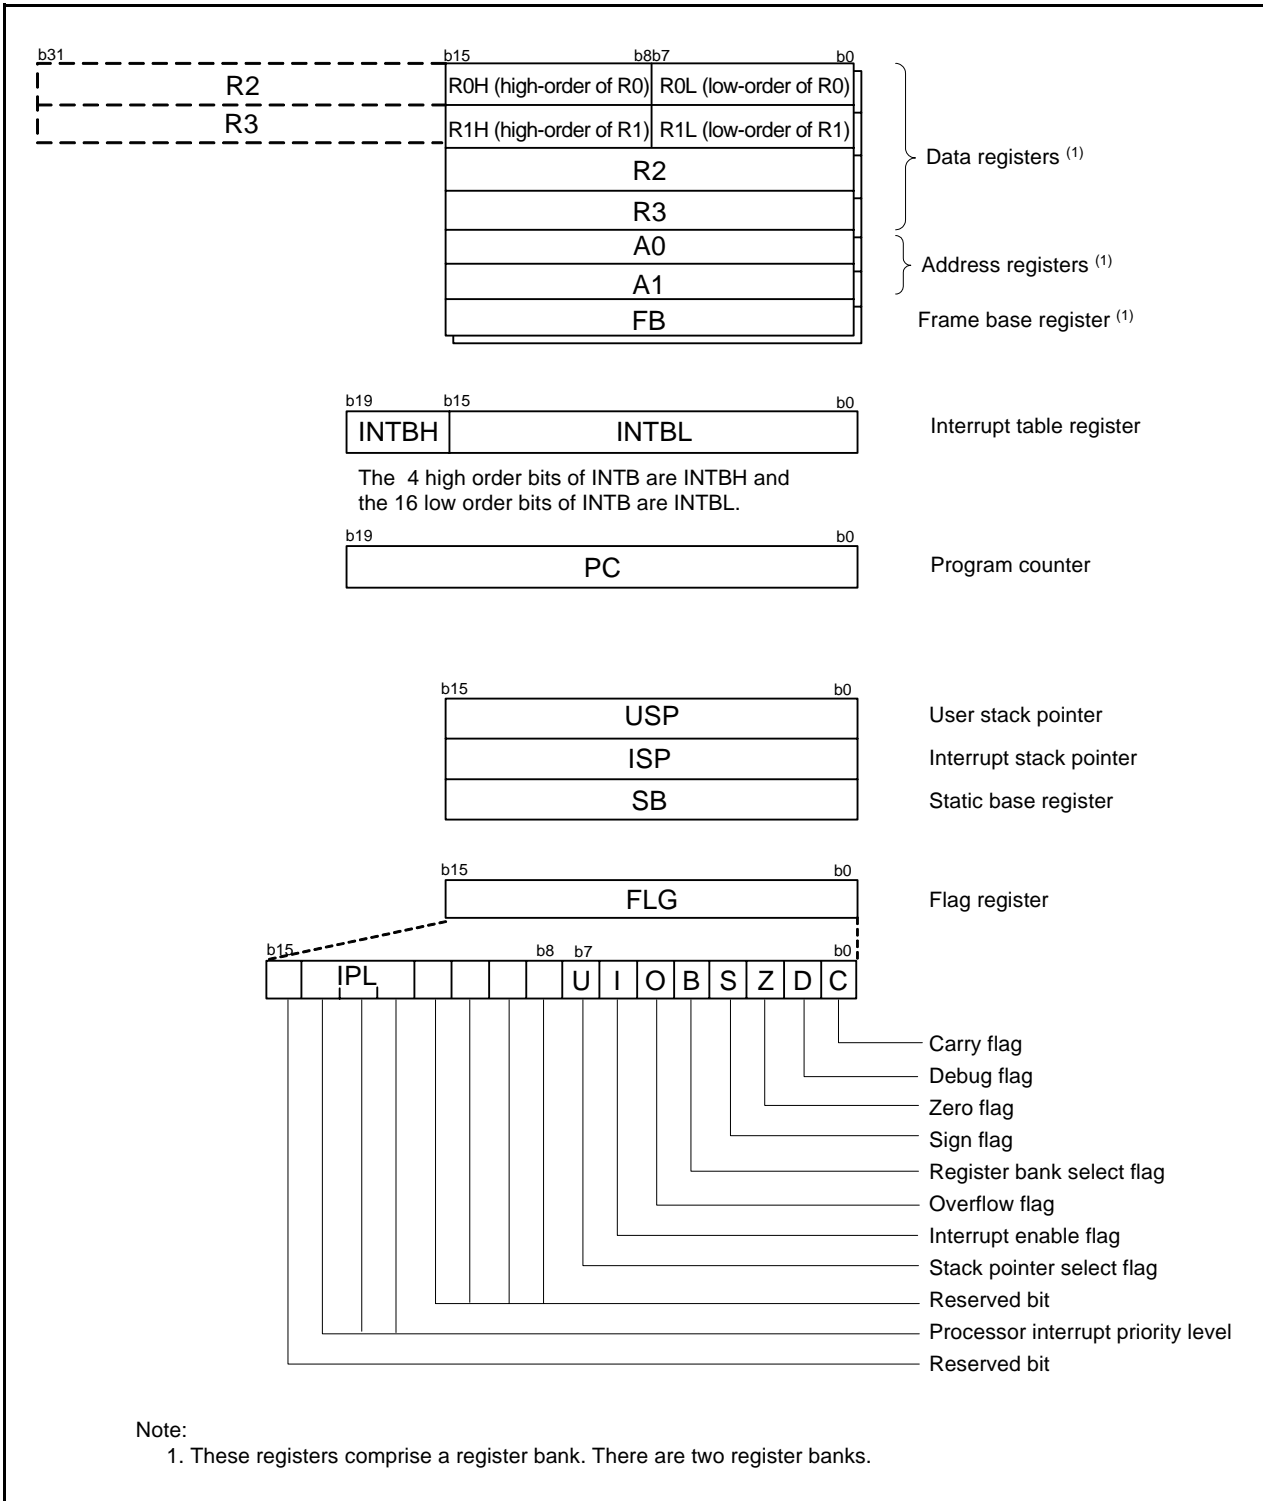 b31 b15 b8b7 b0
R2 R0H (high-order of R0) R0L (low-order of R0)
R3 R1H (high-order of R1) R1L (low-order of R1)
Data registers (1)
R2
R3
A0
Address registers (1)
A1
FB Frame base register (1)
b19 b15 b0
INTBH INTBL Interrupt table register
The 4 high order bits of INTB are INTBH and
the 16 low order bits of INTB are INTBL.
b19 b0
PC Program counter
b15 b0
USP User stack pointer
ISP Interrupt stack pointer
SB Static base register
b15 b0
FLG Flag register
b15 b8 b7 b0
IPL U I O B S Z D C
Carry flag
Debug flag
Zero flag
Sign flag
Register bank select flag
Overflow flag
Interrupt enable flag
Stack pointer select flag
Reserved bit
Processor interrupt priority level
Reserved bit
Note:
1. These registers comprise a register bank. There are two register banks.